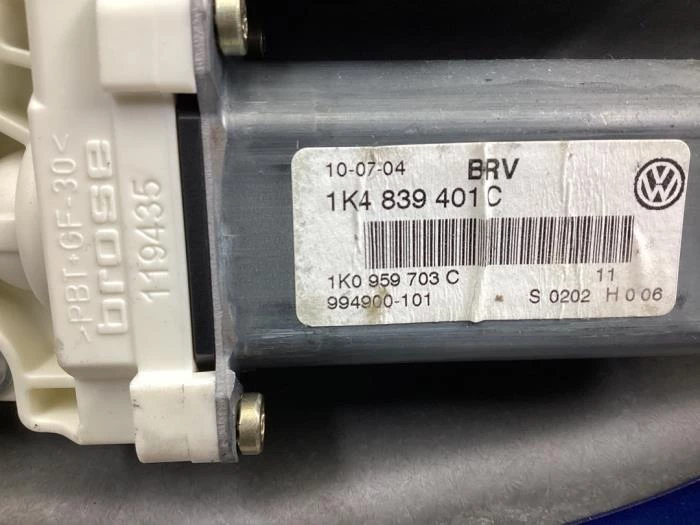 >PBT+GF-30<
brose
119435
10-07-04 BRV
1K4 839 401 C
1K0 959 703 C 11
994900-101 S 0202 H 0 06